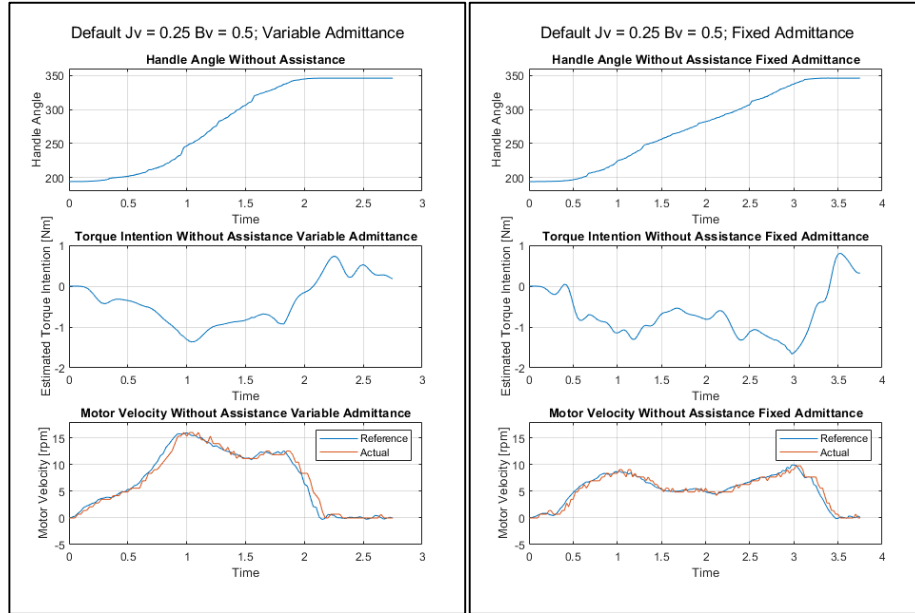 Default Jv = 0.25 Bv = 0.5; Variable Admittance
Handle Angle Without Assistance
Handle Angle
350
300
250
200
0 0.5 1 1.5 2 2.5 3
Time
Torque Intention Without Assistance Variable Admittance
Estimated Torque Intention [Nm]
1
0
-1
-2
0 0.5 1 1.5 2 2.5 3
Time
Motor Velocity Without Assistance Variable Admittance
Motor Velocity [rpm]
15
10
5
0
-5
Reference
Actual
0 0.5 1 1.5 2 2.5 3
Time
Default Jv = 0.25 Bv = 0.5; Fixed Admittance
Handle Angle Without Assistance Fixed Admittance
Handle Angle
350
300
250
200
0 0.5 1 1.5 2 2.5 3 3.5 4
Time
Torque Intention Without Assistance Fixed Admittance
Estimated Torque Intention [Nm]
1
0
-1
-2
0 0.5 1 1.5 2 2.5 3 3.5 4
Time
Motor Velocity Without Assistance Fixed Admittance
Motor Velocity [rpm]
15
10
5
0
-5
Reference
Actual
0 0.5 1 1.5 2 2.5 3 3.5 4
Time